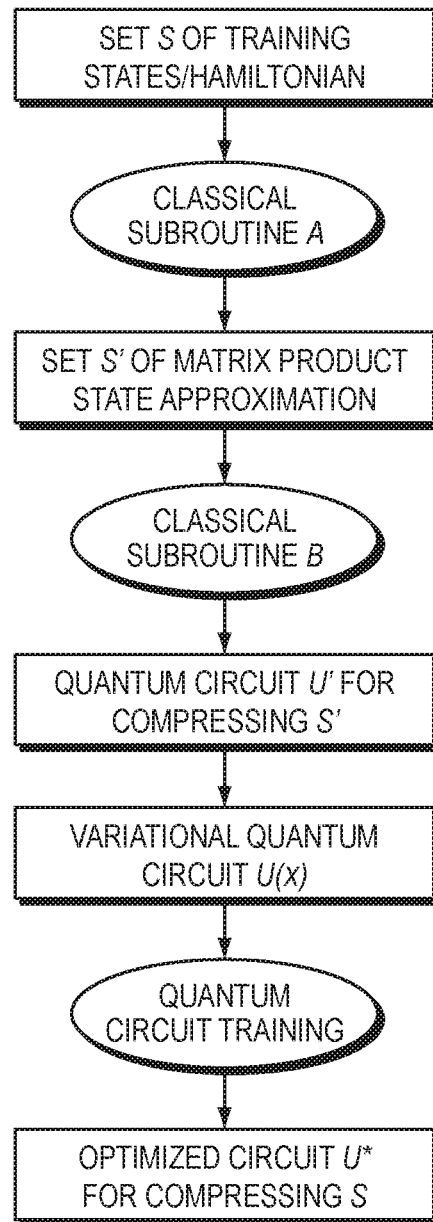 SET S OF TRAINING
STATES/HAMILTONIAN
CLASSICAL
SUBROUTINE A
SET S' OF MATRIX PRODUCT
STATE APPROXIMATION
CLASSICAL
SUBROUTINE B
QUANTUM CIRCUIT U' FOR
COMPRESSING S'
VARIATIONAL QUANTUM
CIRCUIT U(x)
QUANTUM
CIRCUIT TRAINING
OPTIMIZED CIRCUIT U*
FOR COMPRESSING S